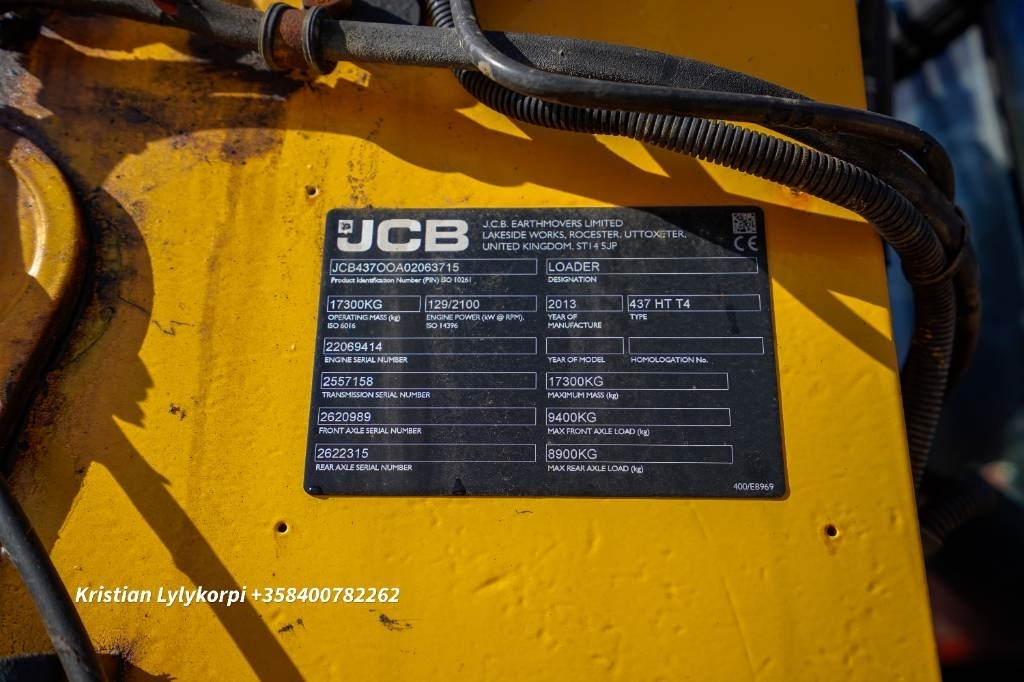 JCB
J.C.B. EARTHMOVERS LIMITED
LAKESIDE WORKS, ROCESTER, UTTOXETER,
UNITED KINGDOM, ST14 5JP
CE
JCB437OOA02063715
Product Identification Number (PIN) ISO 10261
LOADER
DESIGNATION
17300KG
OPERATING MASS (kg)
ISO 6016
129/2100
ENGINE POWER (kW @ RPM),
ISO 14396
2013
YEAR OF
MANUFACTURE
437 HT T4
TYPE
22069414
ENGINE SERIAL NUMBER
YEAR OF MODEL
HOMOLOGATION No.
2557158
TRANSMISSION SERIAL NUMBER
17300KG
MAXIMUM MASS (kg)
2620989
FRONT AXLE SERIAL NUMBER
9400KG
MAX FRONT AXLE LOAD (kg)
2622315
REAR AXLE SERIAL NUMBER
8900KG
MAX REAR AXLE LOAD (kg)
400/E8969
Kristian Lylykorpi +358400782262